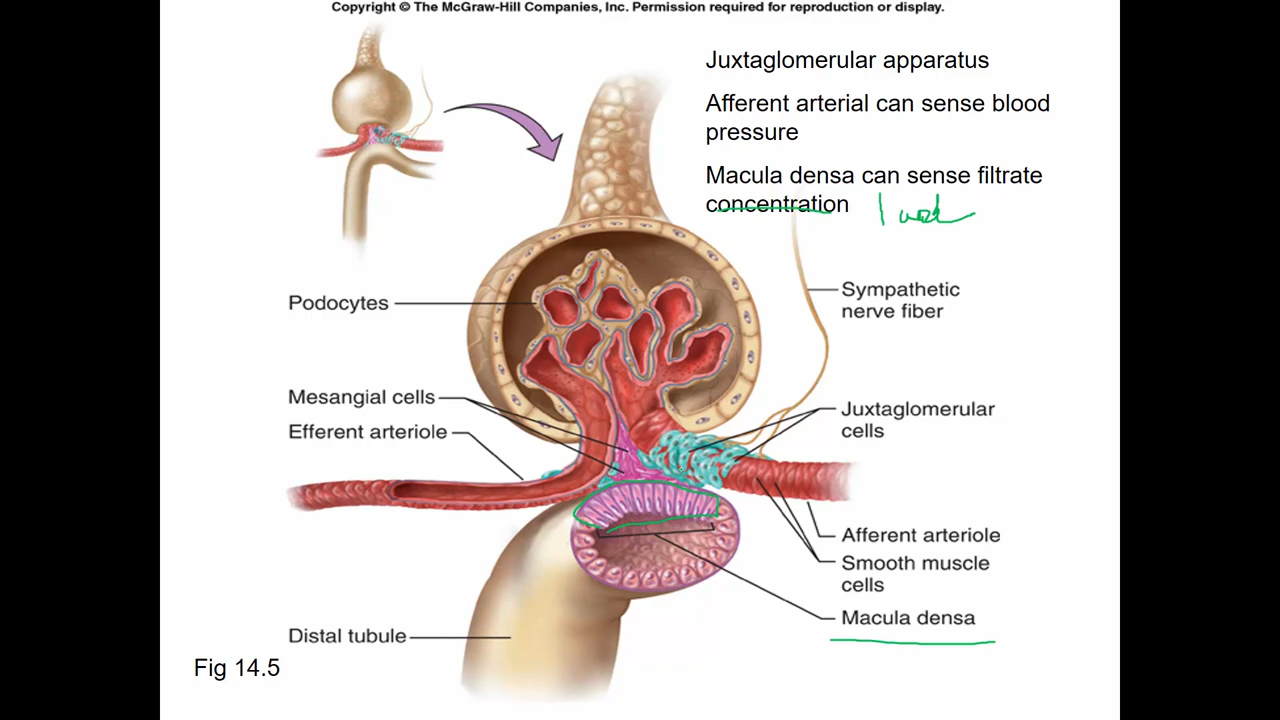 Copyright © The McGraw-Hill Companies, Inc. Permission required for reproduction or display.
Juxtaglomerular apparatus
Afferent arterial can sense blood
pressure
Macula densa can sense filtrate
concentration
Podocytes
Sympathetic
nerve fiber
Mesangial cells
Efferent arteriole
Juxtaglomerular
cells
Afferent arteriole
Smooth muscle
cells
Macula densa
Distal tubule
Fig 14.5